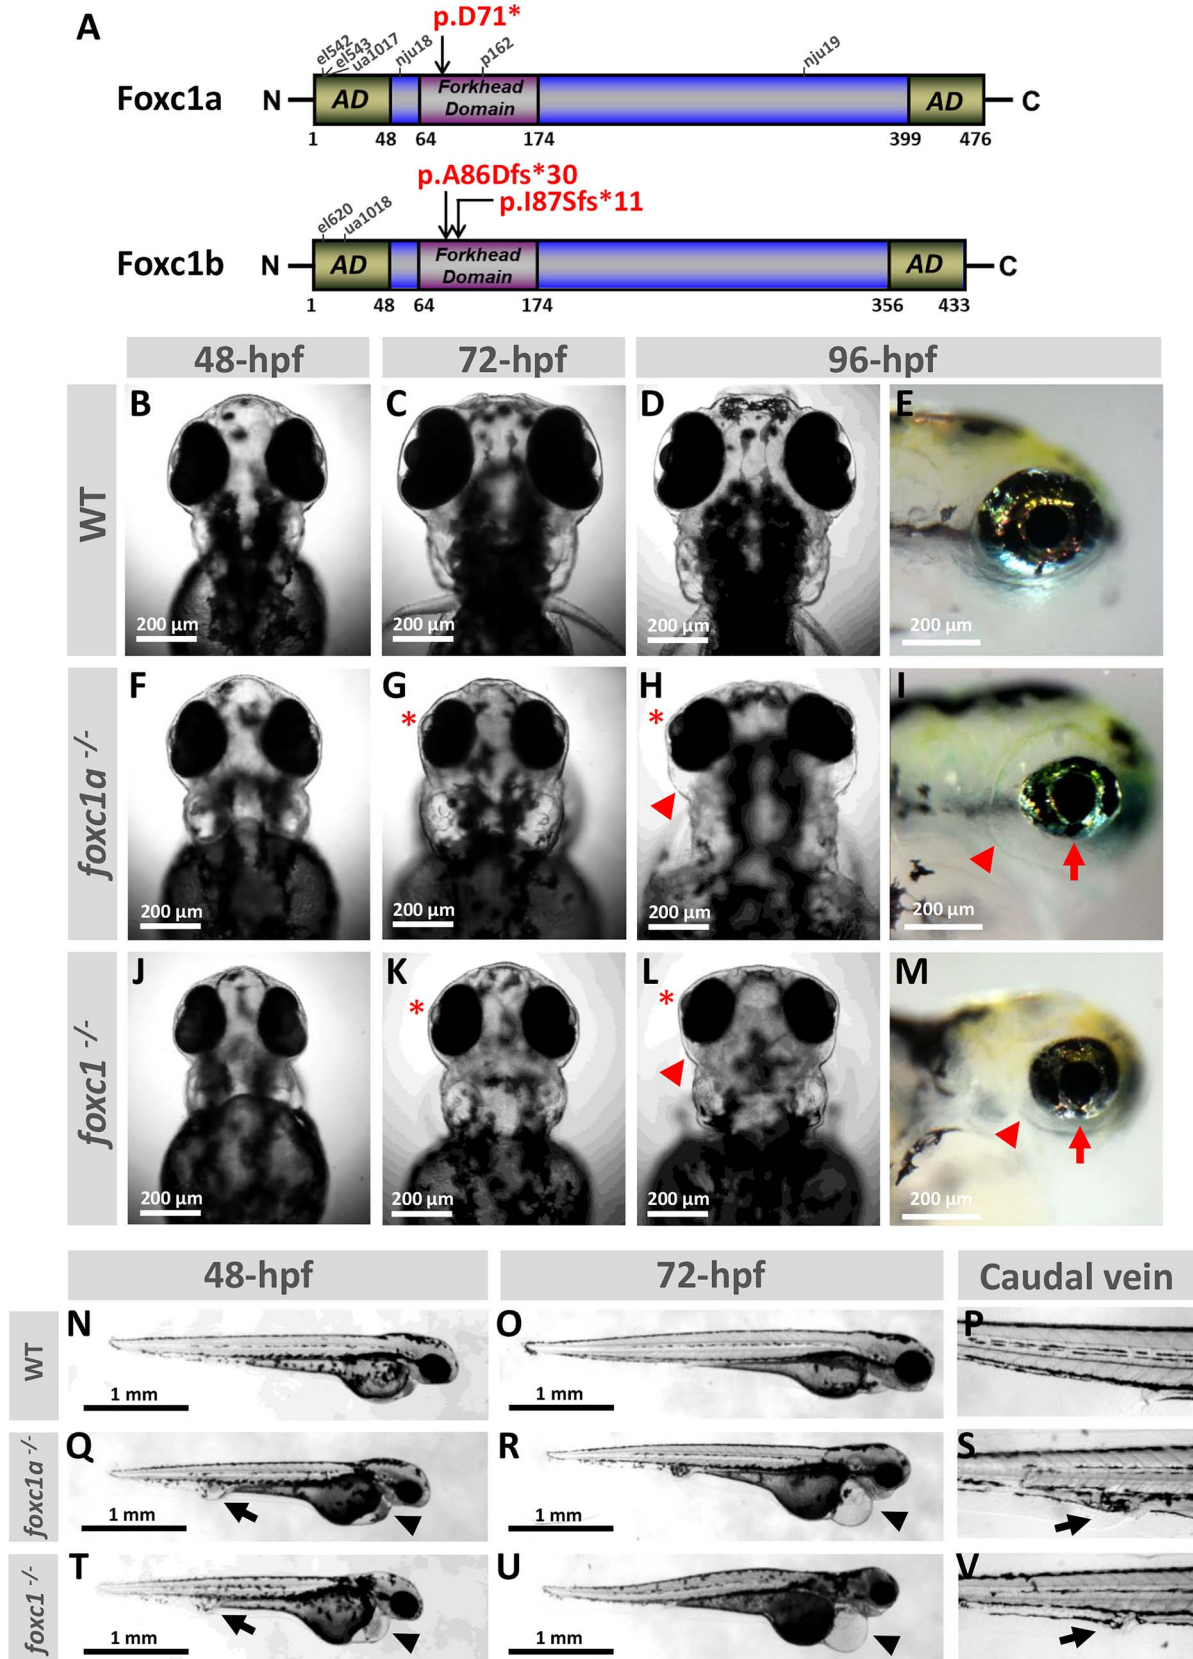 A
p.D71*
el542
el543
ua1017
nju18
p162
nju19
Foxc1a
N
AD
Forkhead
Domain
AD
C
1
48
64
174
399
476
p.A86Dfs*30
p.I87Sfs*11
el620
ua1018
Foxc1b
N
AD
Forkhead
Domain
AD
C
1
48
64
174
356
433
48-hpf
72-hpf
96-hpf
WT
B
200 µm
C
200 µm
D
200 µm
E
200 µm
foxc1a -/-
F
200 µm
G
*
200 µm
H
*
200 µm
I
200 µm
foxc1 -/-
J
200 µm
K
*
200 µm
L
*
200 µm
M
200 µm
48-hpf
72-hpf
Caudal vein
WT
N
1 mm
O
1 mm
P
foxc1a -/-
Q
1 mm
R
1 mm
S
foxc1 -/-
T
1 mm
U
1 mm
V